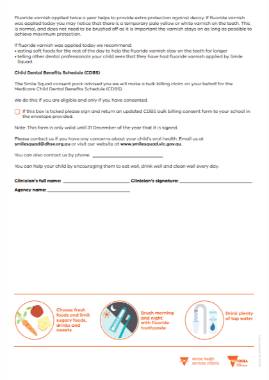 Fluoride varnish applied twice a year helps to provide extra protection against decay. If fluoride varnish
was applied today you may notice that there is a temporary pale yellow or white varnish on the teeth. This
is normal, and does not need to be brushed off as it is important the varnish stays on as long as possible to
achieve maximum protection.
If fluoride varnish was applied today we recommend:
• eating soft foods for the rest of the day to help the fluoride varnish stay on the teeth for longer
• telling other dental professionals your child sees that they have had fluoride varnish applied by Smile
Squad.
Child Dental Benefits Schedule (CDBS)
The Smile Squad consent pack advised you we will make a bulk billing claim on your behalf for the
Medicare Child Dental Benefits Schedule (CDBS).
We do this if you are eligible and only if you have consented.
If this box is ticked please sign and return an updated CDBS bulk billing consent form to your school in
the envelope provided.
Note: This form is only valid until 31 December of the year that it is signed.
Please contact us if you have any concerns about your child's oral health. Email us at
smilesquad@dhsv.org.au or visit our website at www.smilesquad.vic.gov.au.
You can also contact us by phone:
You can help your child by encouraging them to eat well, drink well and clean well every day.
Clinician's full name: Clinician's signature:
Agency name:
Choose fresh
foods and limit
sugary foods,
drinks and
sweets
Brush morning
and night
with fluoride
toothpaste
Drink plenty
of tap water
dental health
services victoria
VICTORIA